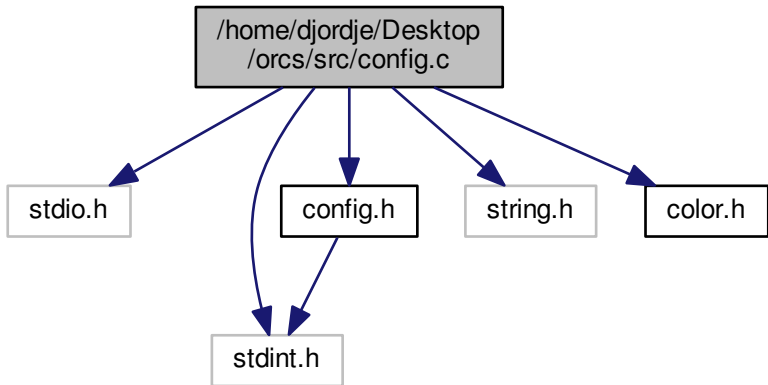 /home/djordje/Desktop
/orcs/src/config.c
stdio.h
config.h
string.h
color.h
stdint.h